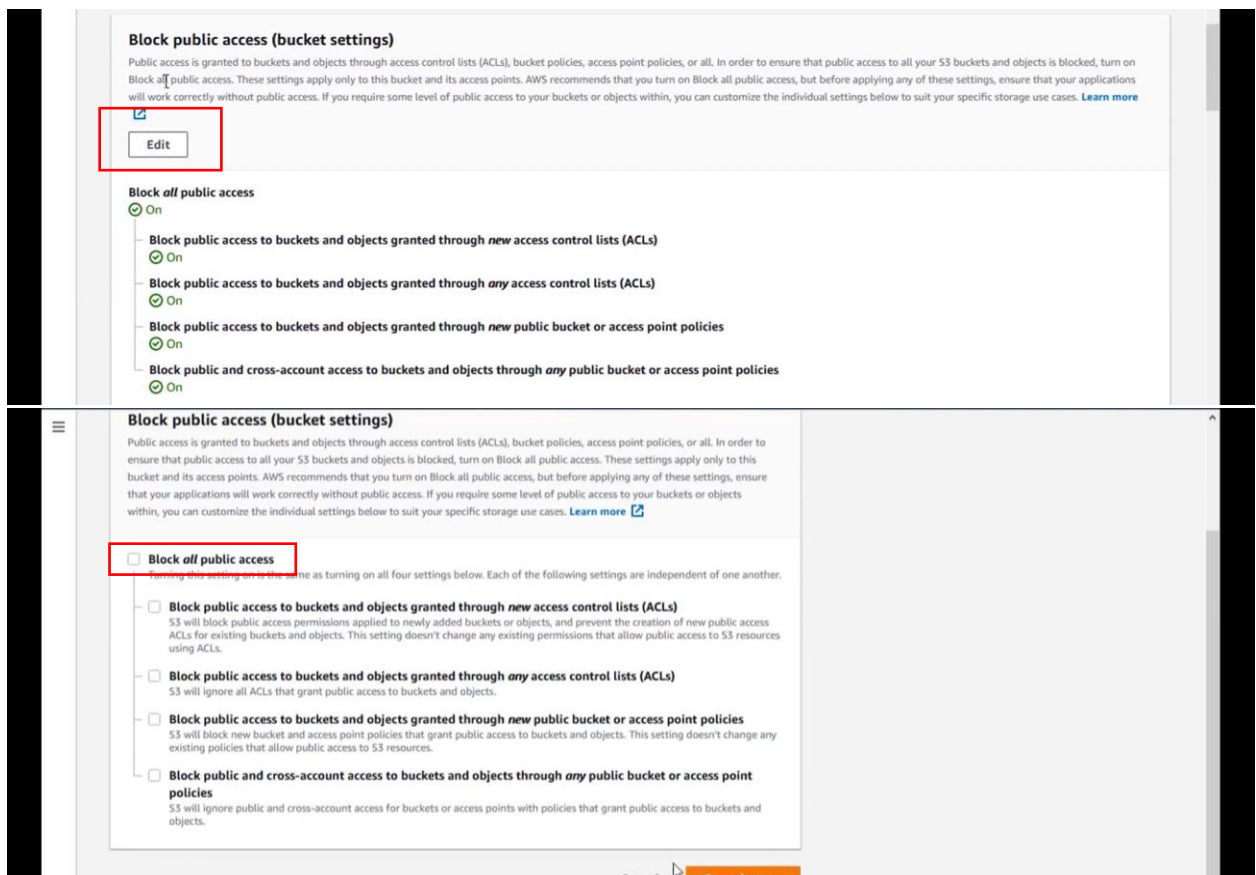 Block public access (bucket settings)
Public access is granted to buckets and objects through access control lists (ACLs), bucket policies, access point policies, or all. In order to ensure that public access to all your S3 buckets and objects is blocked, turn on
Block all public access. These settings apply only to this bucket and its access points. AWS recommends that you turn on Block all public access, but before applying any of these settings, ensure that your applications
will work correctly without public access. If you require some level of public access to your buckets or objects within, you can customize the individual settings below to suit your specific storage use cases. Learn more
Edit
Block all public access
On
Block public access to buckets and objects granted through new access control lists (ACLs)
On
Block public access to buckets and objects granted through any access control lists (ACLs)
On
Block public access to buckets and objects granted through new public bucket or access point policies
On
Block public and cross-account access to buckets and objects through any public bucket or access point policies
On
Block public access (bucket settings)
Public access is granted to buckets and objects through access control lists (ACLs), bucket policies, access point policies, or all. In order to
ensure that public access to all your S3 buckets and objects is blocked, turn on Block all public access. These settings apply only to this
bucket and its access points. AWS recommends that you turn on Block all public access, but before applying any of these settings, ensure
that your applications will work correctly without public access. If you require some level of public access to your buckets or objects
within, you can customize the individual settings below to suit your specific storage use cases. Learn more
Block all public access
Turning this setting on is the same as turning on all four settings below. Each of the following settings are independent of one another.
Block public access to buckets and objects granted through new access control lists (ACLs)
S3 will block public access permissions applied to newly added buckets or objects, and prevent the creation of new public access
ACLs for existing buckets and objects. This setting doesn't change any existing permissions that allow public access to S3 resources
using ACLs.
Block public access to buckets and objects granted through any access control lists (ACLs)
S3 will ignore all ACLs that grant public access to buckets and objects.
Block public access to buckets and objects granted through new public bucket or access point policies
S3 will block new bucket and access point policies that grant public access to buckets and objects. This setting doesn't change any
existing policies that allow public access to S3 resources.
Block public and cross-account access to buckets and objects through any public bucket or access point
policies
S3 will ignore public and cross-account access for buckets or access points with policies that grant public access to buckets and
objects.